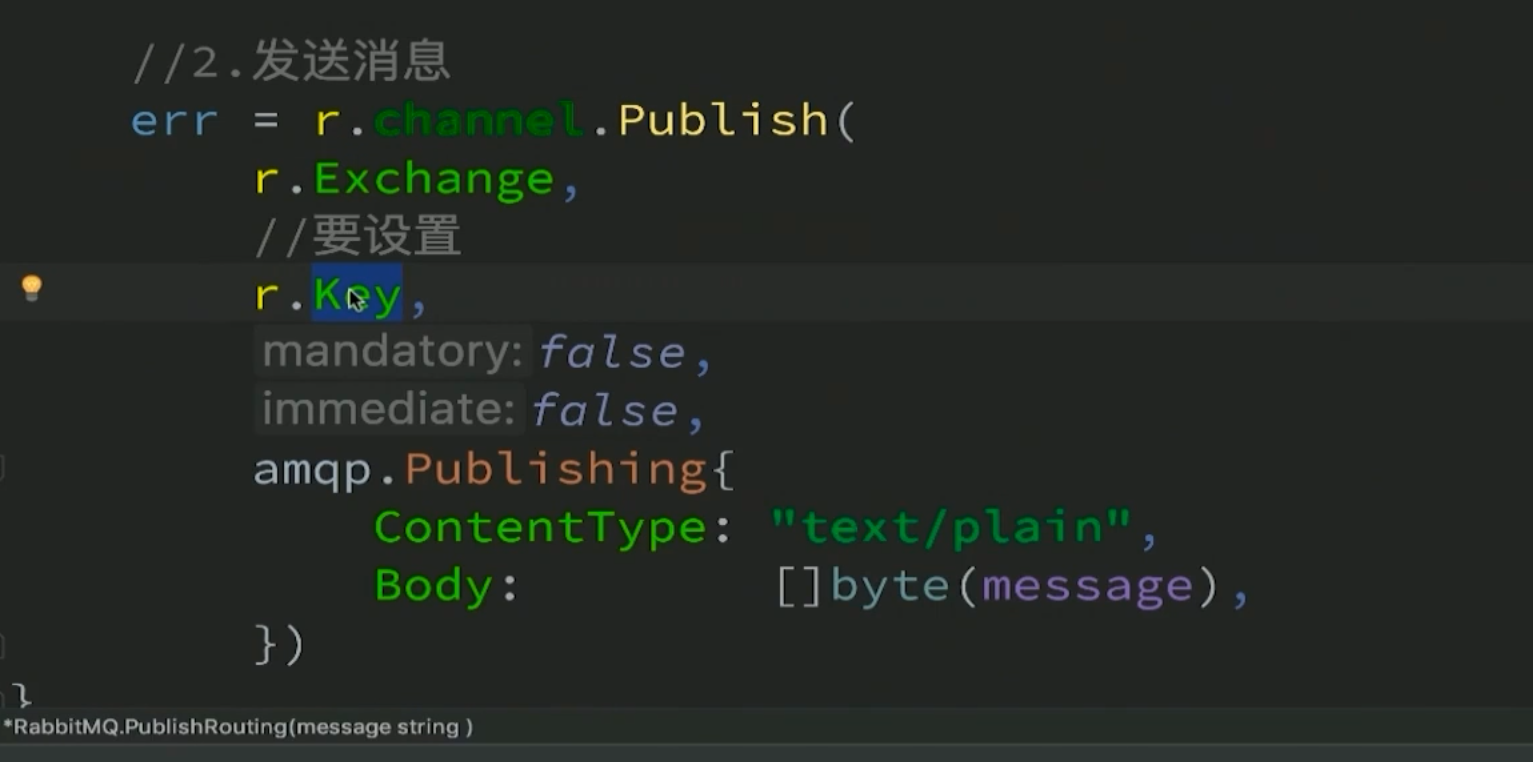 //2.发送消息
err = r.channel.Publish(
r.Exchange,
//要设置
r.Key,
mandatory: false,
immediate: false,
amqp.Publishing{
ContentType: "text/plain",
Body: []byte(message),
})
}
*RabbitMQ.PublishRouting(message string )